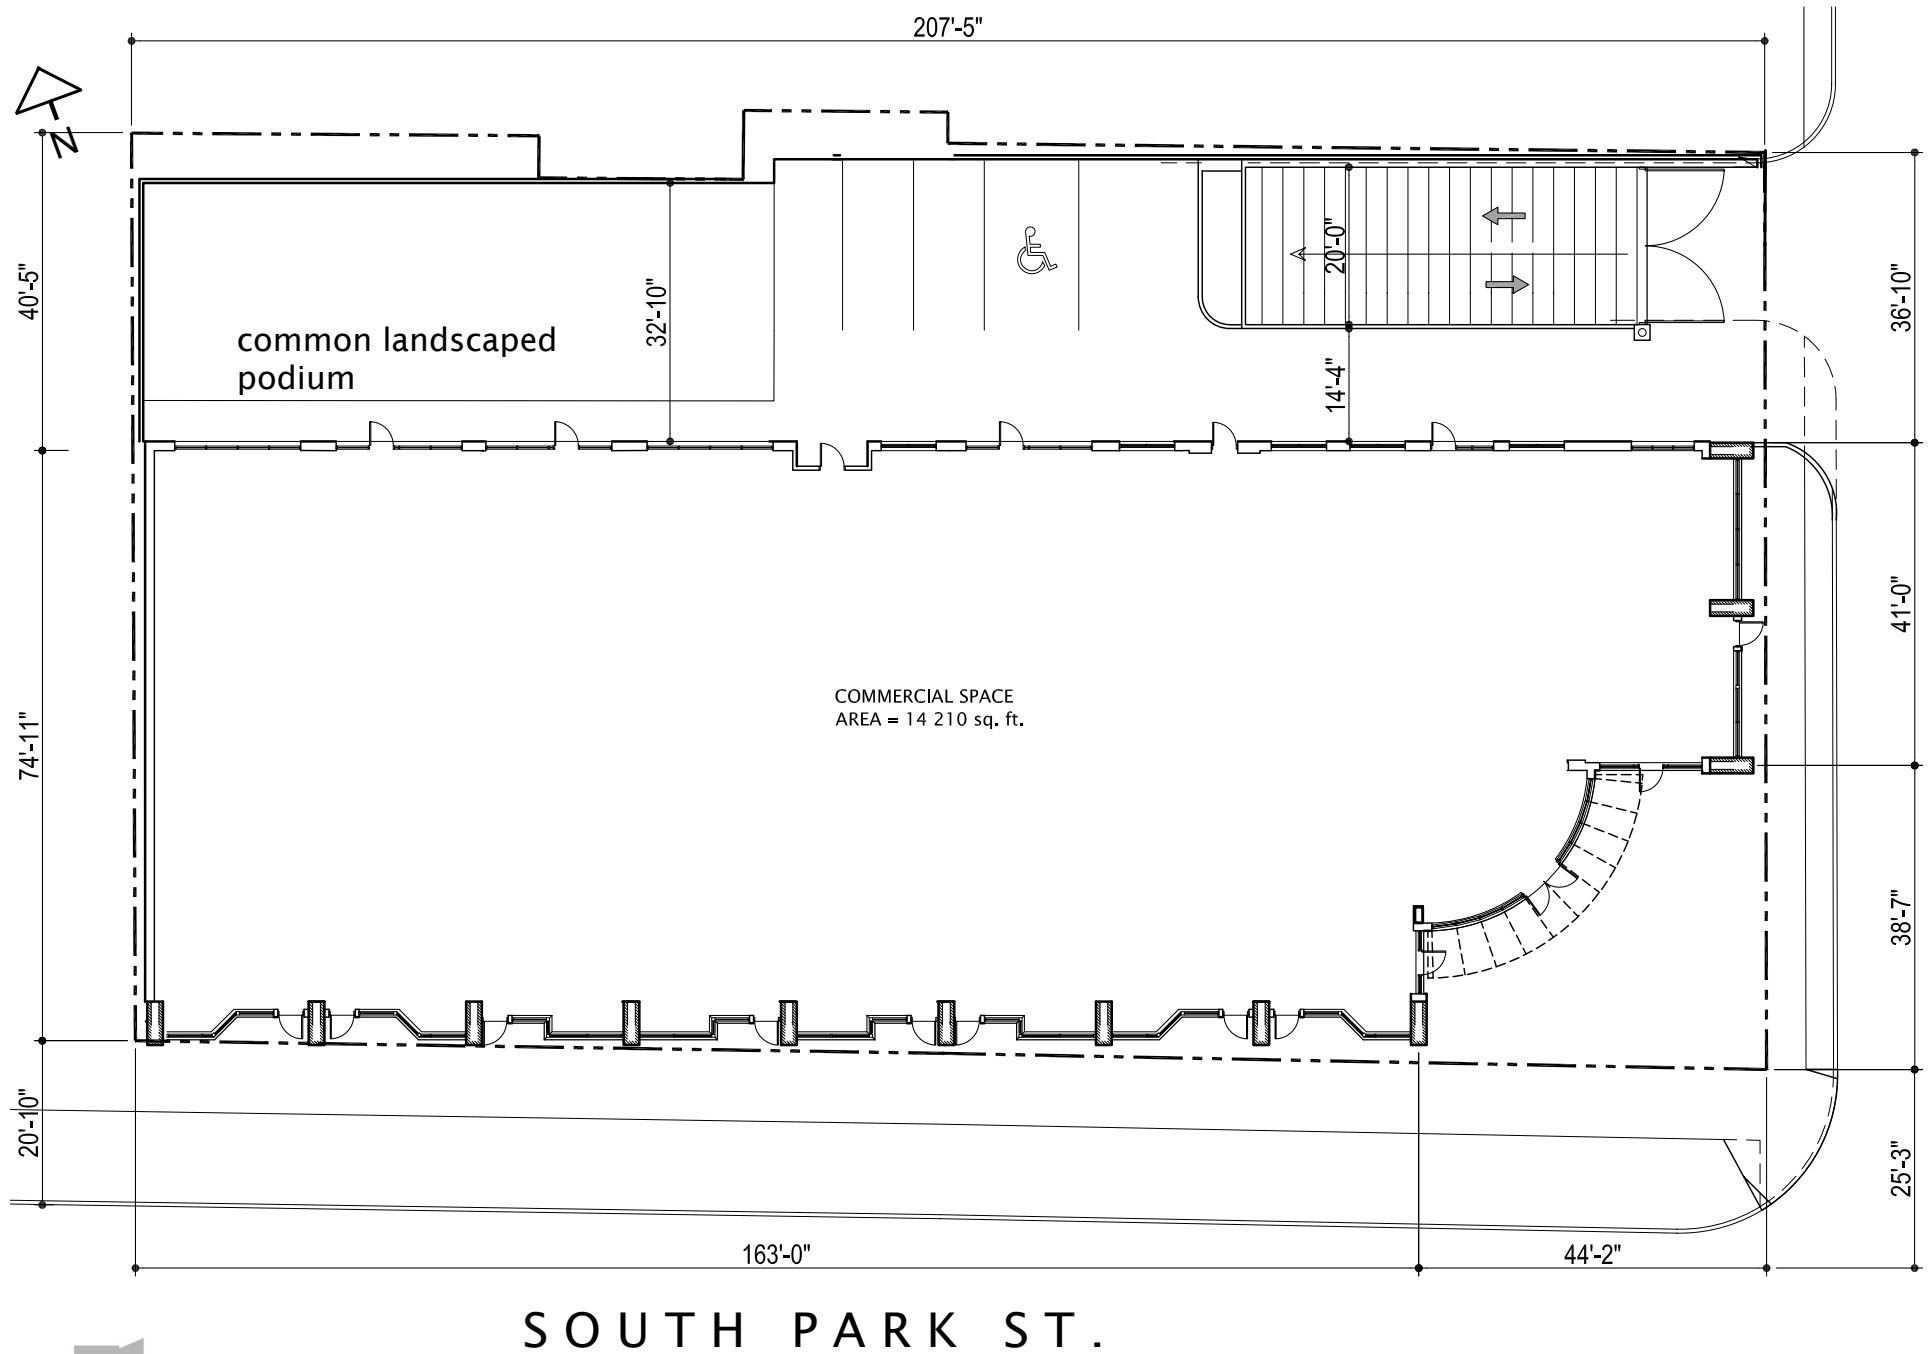 207'-5"
N
40'-5"
36'-10"
20'-0"
32'-10"
common landscaped
podium
14'-4"
41'-0"
COMMERCIAL SPACE
AREA = 14 210 sq. ft.
74'-11"
38'-7"
20'-10"
25'-3"
163'-0"
44'-2"
SOUTH PARK ST.